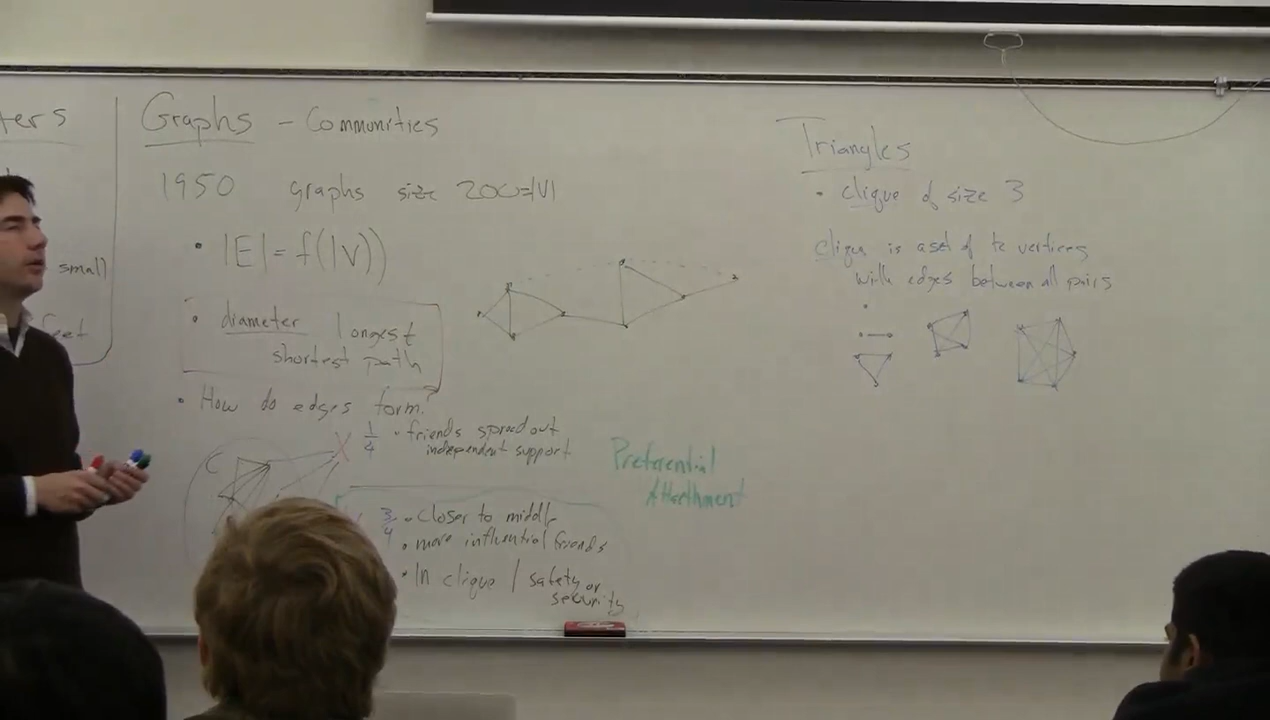 ters
small
feet
Graphs - Communities
1950 graphs size 200=|V|
• |E| = f(|V|)
• diameter longest
shortest path
• How do edges form?
C
X
1/4 • friends spread out
independent support
3/4 • closer to middle
• more influential friends
• In clique / safety or
security
Preferential
Attachment
Triangles
• clique of size 3
clique is a set of k vertices
with edges between all pairs